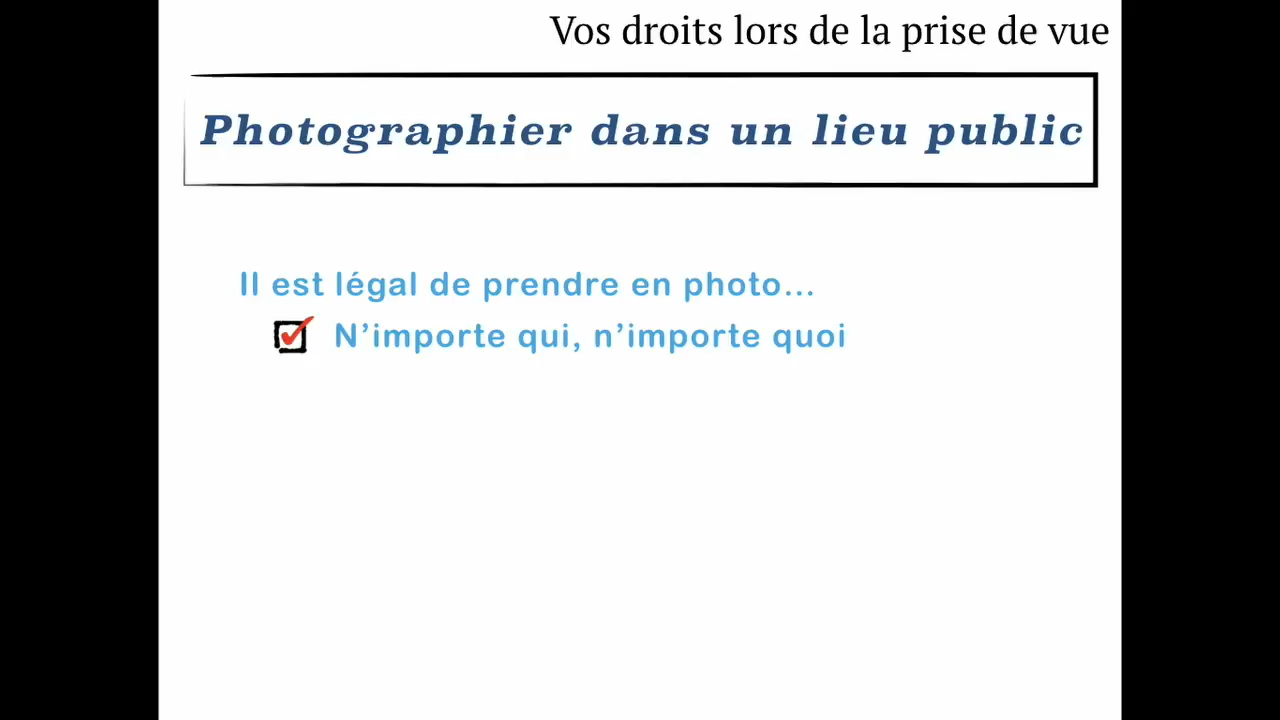 Vos droits lors de la prise de vue
Photographier dans un lieu public
Il est légal de prendre en photo...
N’importe qui, n’importe quoi